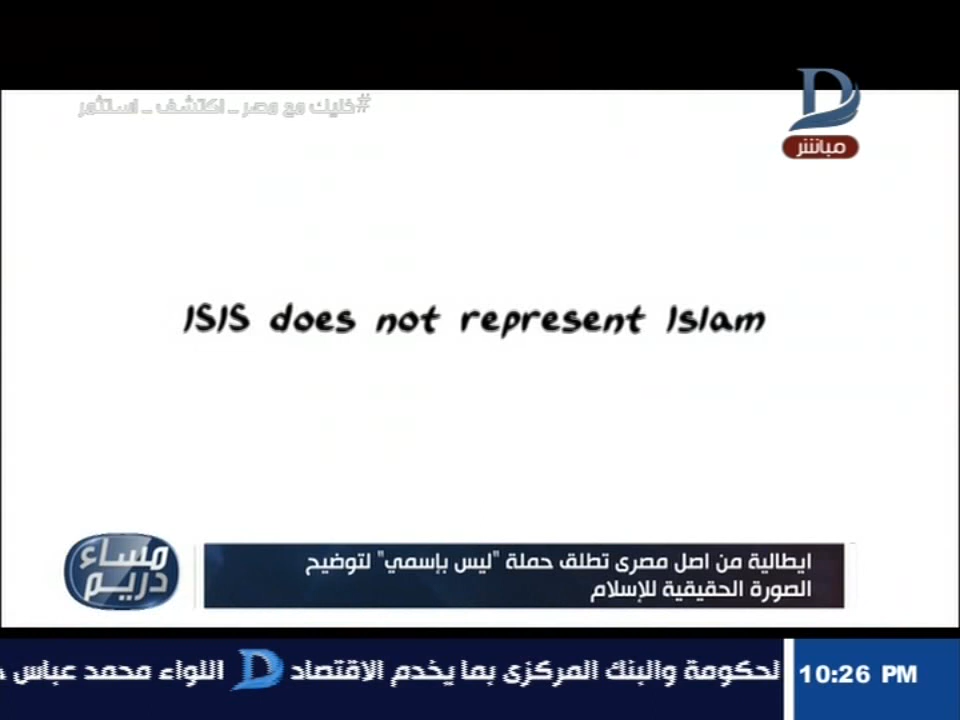 #خليك مع مصر _ اكتشف _ استثمر
D
مباشر
ISIS does not represent Islam
مساء
دريم
ايطالية من اصل مصرى تطلق حملة "ليس بإسمي" لتوضيح
الصورة الحقيقية للإسلام
لحكومة والبنك المركزى بما يخدم الاقتصاد D اللواء محمد عباس
10:26 PM